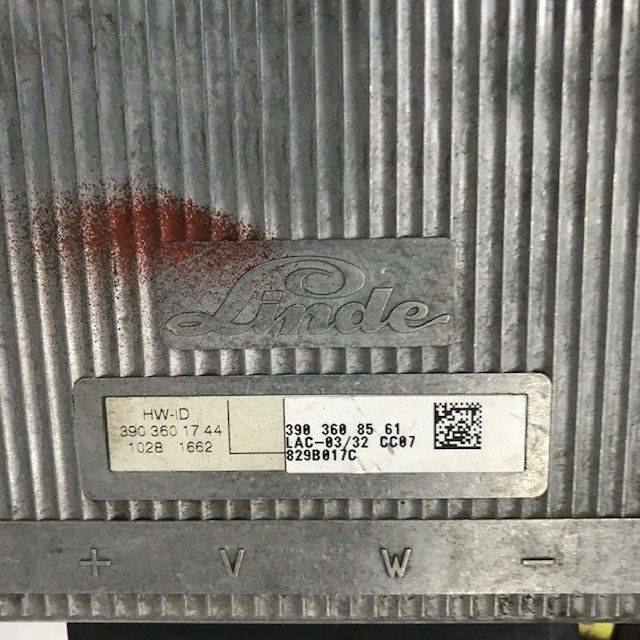 Linde
HW-ID
390 360 17 44
1028 1662
390 360 85 61
LAC-03/32 CC07
829B017C
+ V W -